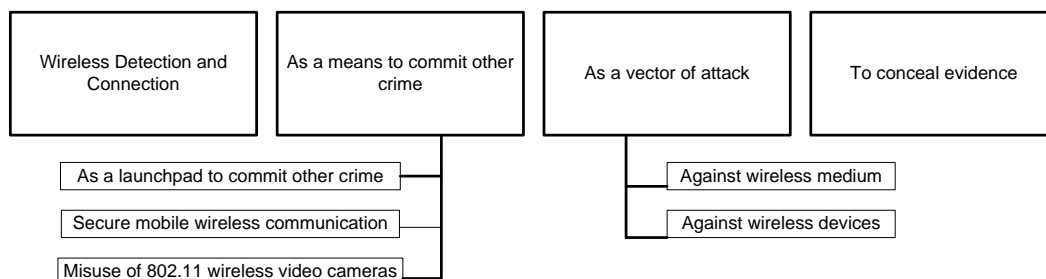 Wireless Detection and
Connection
As a means to commit other
crime
As a vector of attack
To conceal evidence
As a launchpad to commit other crime
Secure mobile wireless communication
Misuse of 802.11 wireless video cameras
Against wireless medium
Against wireless devices